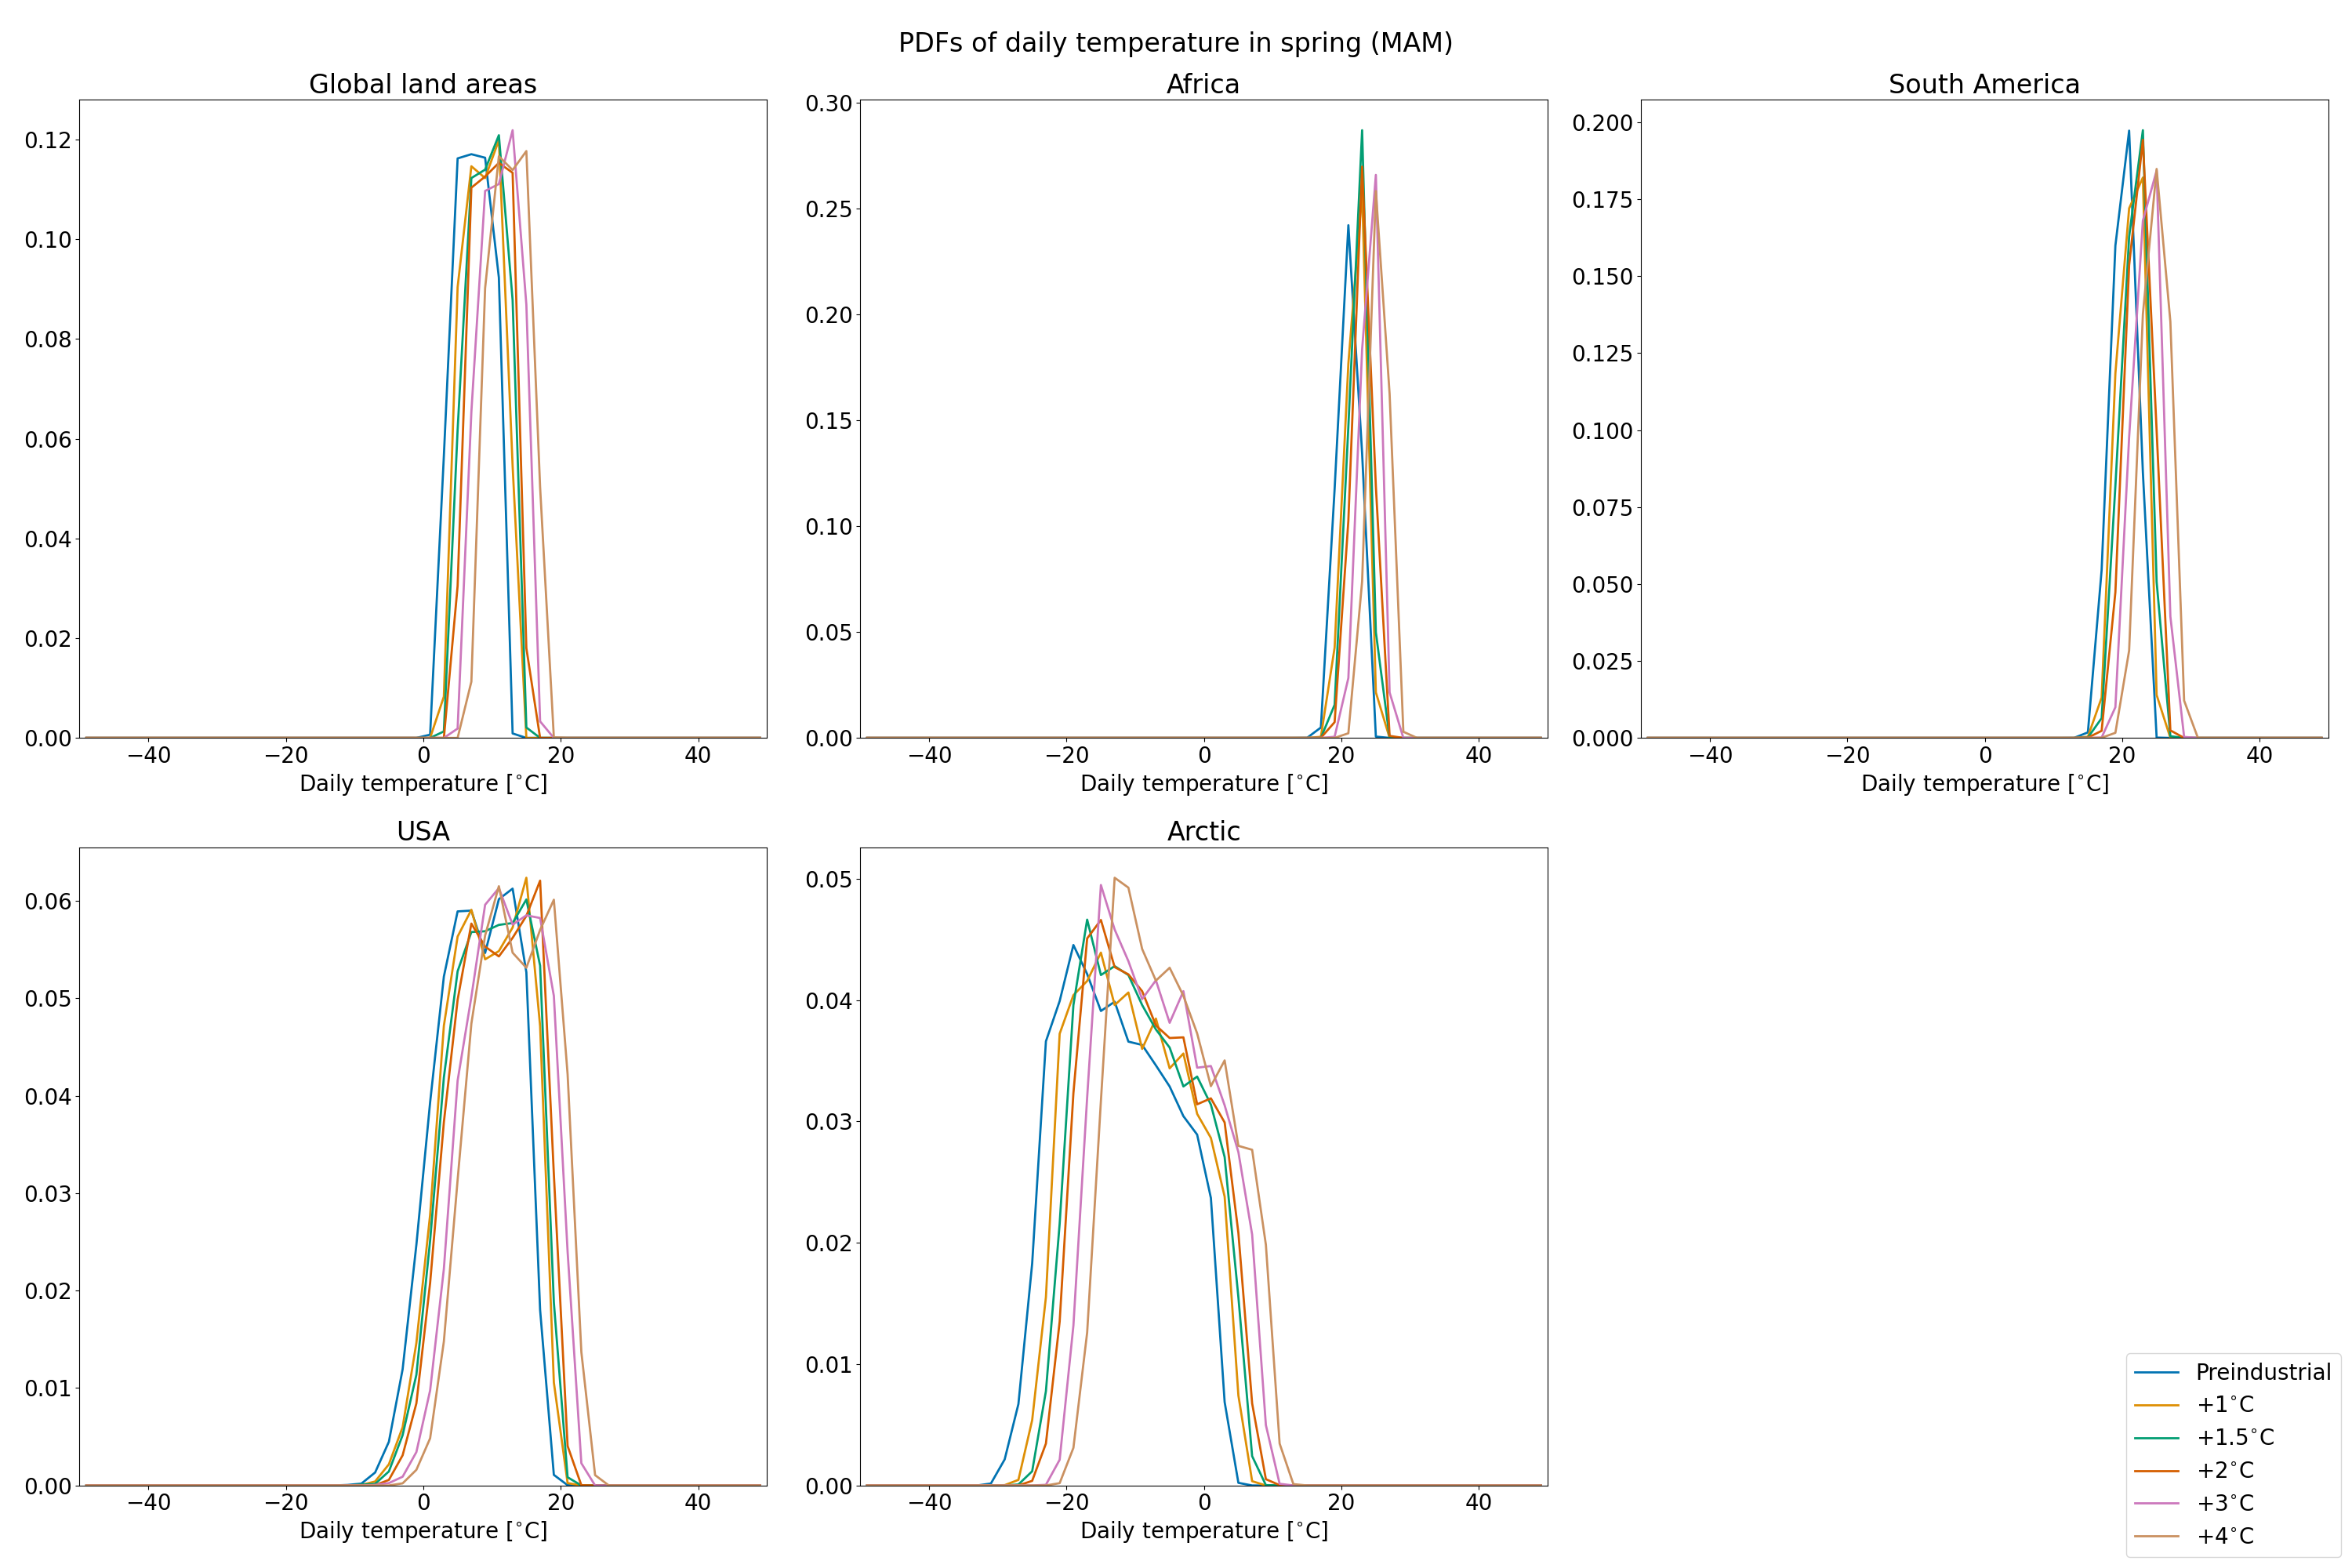 PDFs of daily temperature in spring (MAM)
Global land areas
0.12
0.10
0.08
0.06
0.04
0.02
0.00
−40 −20 0 20 40
Daily temperature [°C]
Africa
0.30
0.25
0.20
0.15
0.10
0.05
0.00
−40 −20 0 20 40
Daily temperature [°C]
South America
0.200
0.175
0.150
0.125
0.100
0.075
0.050
0.025
0.000
−40 −20 0 20 40
Daily temperature [°C]
USA
0.06
0.05
0.04
0.03
0.02
0.01
0.00
−40 −20 0 20 40
Daily temperature [°C]
Arctic
0.05
0.04
0.03
0.02
0.01
0.00
−40 −20 0 20 40
Daily temperature [°C]
Preindustrial
+1°C
+1.5°C
+2°C
+3°C
+4°C